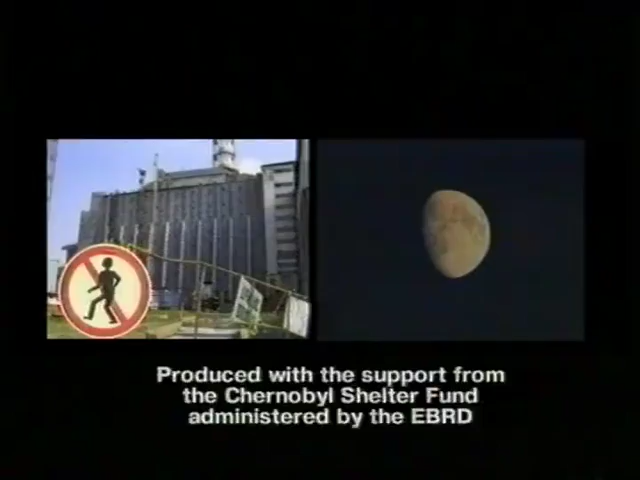 Produced with the support from
the Chernobyl Shelter Fund
administered by the EBRD